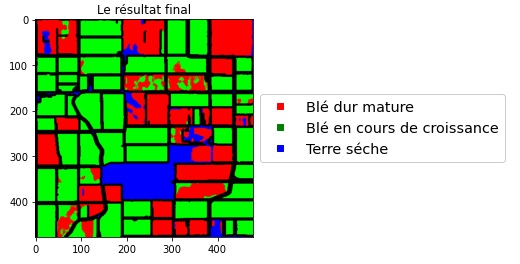 Le résultat final
0
100
200
300
400
0
100
200
300
400
Blé dur mature
Blé en cours de croissance
Terre séche